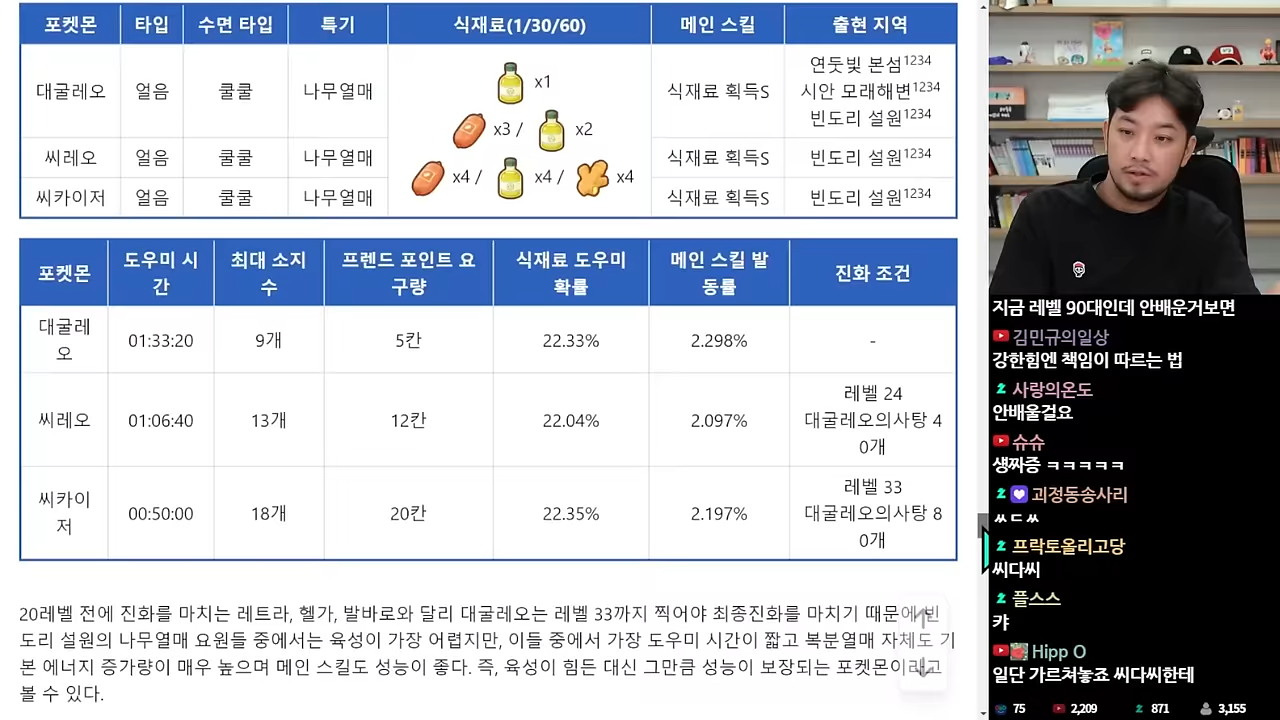 포켓몬 타입 수면 타입 특기 식재료(1/30/60) 메인 스킬 출현 지역
대굴레오 얼음 쿨쿨 나무열매 x1 식재료 획득S 연둣빛 본섬1234
시안 모래해변1234
빈도리 설원1234
x3 / x2
씨레오 얼음 쿨쿨 나무열매 식재료 획득S 빈도리 설원1234
x4 / x4 / x4
씨카이저 얼음 쿨쿨 나무열매 식재료 획득S 빈도리 설원1234
포켓몬 도우미 시간 최대 소지수 프렌드 포인트 요구량 식재료 도우미 확률 메인 스킬 발동률 진화 조건
대굴레오 01:33:20 9개 5칸 22.33% 2.298% -
씨레오 01:06:40 13개 12칸 22.04% 2.097% 레벨 24
대굴레오의사탕 40개
씨카이저 00:50:00 18개 20칸 22.35% 2.197% 레벨 33
대굴레오의사탕 80개
20레벨 전에 진화를 마치는 레트라, 헬가, 날바로와 달리 대굴레오는 레벨 33까지 찍어야 최종진화를 마치기 때문에 빈
도리 설원의 나무열매 요원들 중에서는 육성이 가장 어렵지만, 이들 중에서 가장 도우미 시간이 짧고 복분열매 자체도 기
본 에너지 증가량이 매우 높으며 메인 스킬도 성능이 좋다. 즉, 육성이 힘든 대신 그만큼 성능이 보장되는 포켓몬이라고
볼 수 있다.
지금 레벨 90대인데 안배운거보면
김민규의일상
강한힘엔 책임이 따르는 법
사랑의온도
안배울걸요
슈슈
생짜증 ㅋㅋㅋㅋㅋ
괴정동송사리
ㅆㄷㅆ
프락토올리고당
씨다씨
플스스
캬
Hipp O
일단 가르쳐놓죠 씨다씨한테
75 2,209 871 3,155